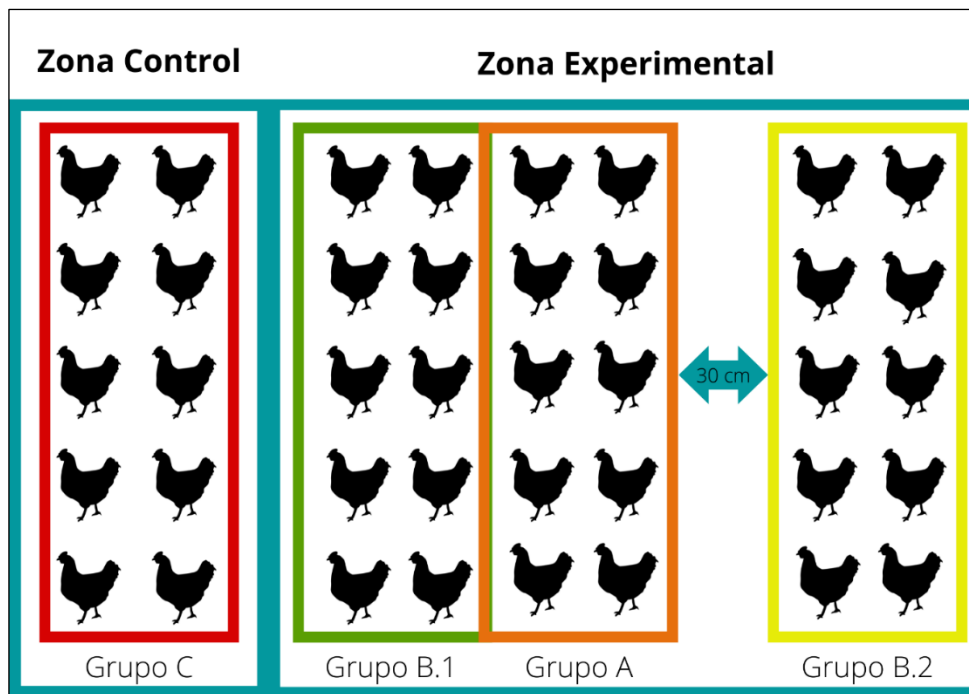 Zona Control
Zona Experimental
30 cm
Grupo C
Grupo B.1
Grupo A
Grupo B.2